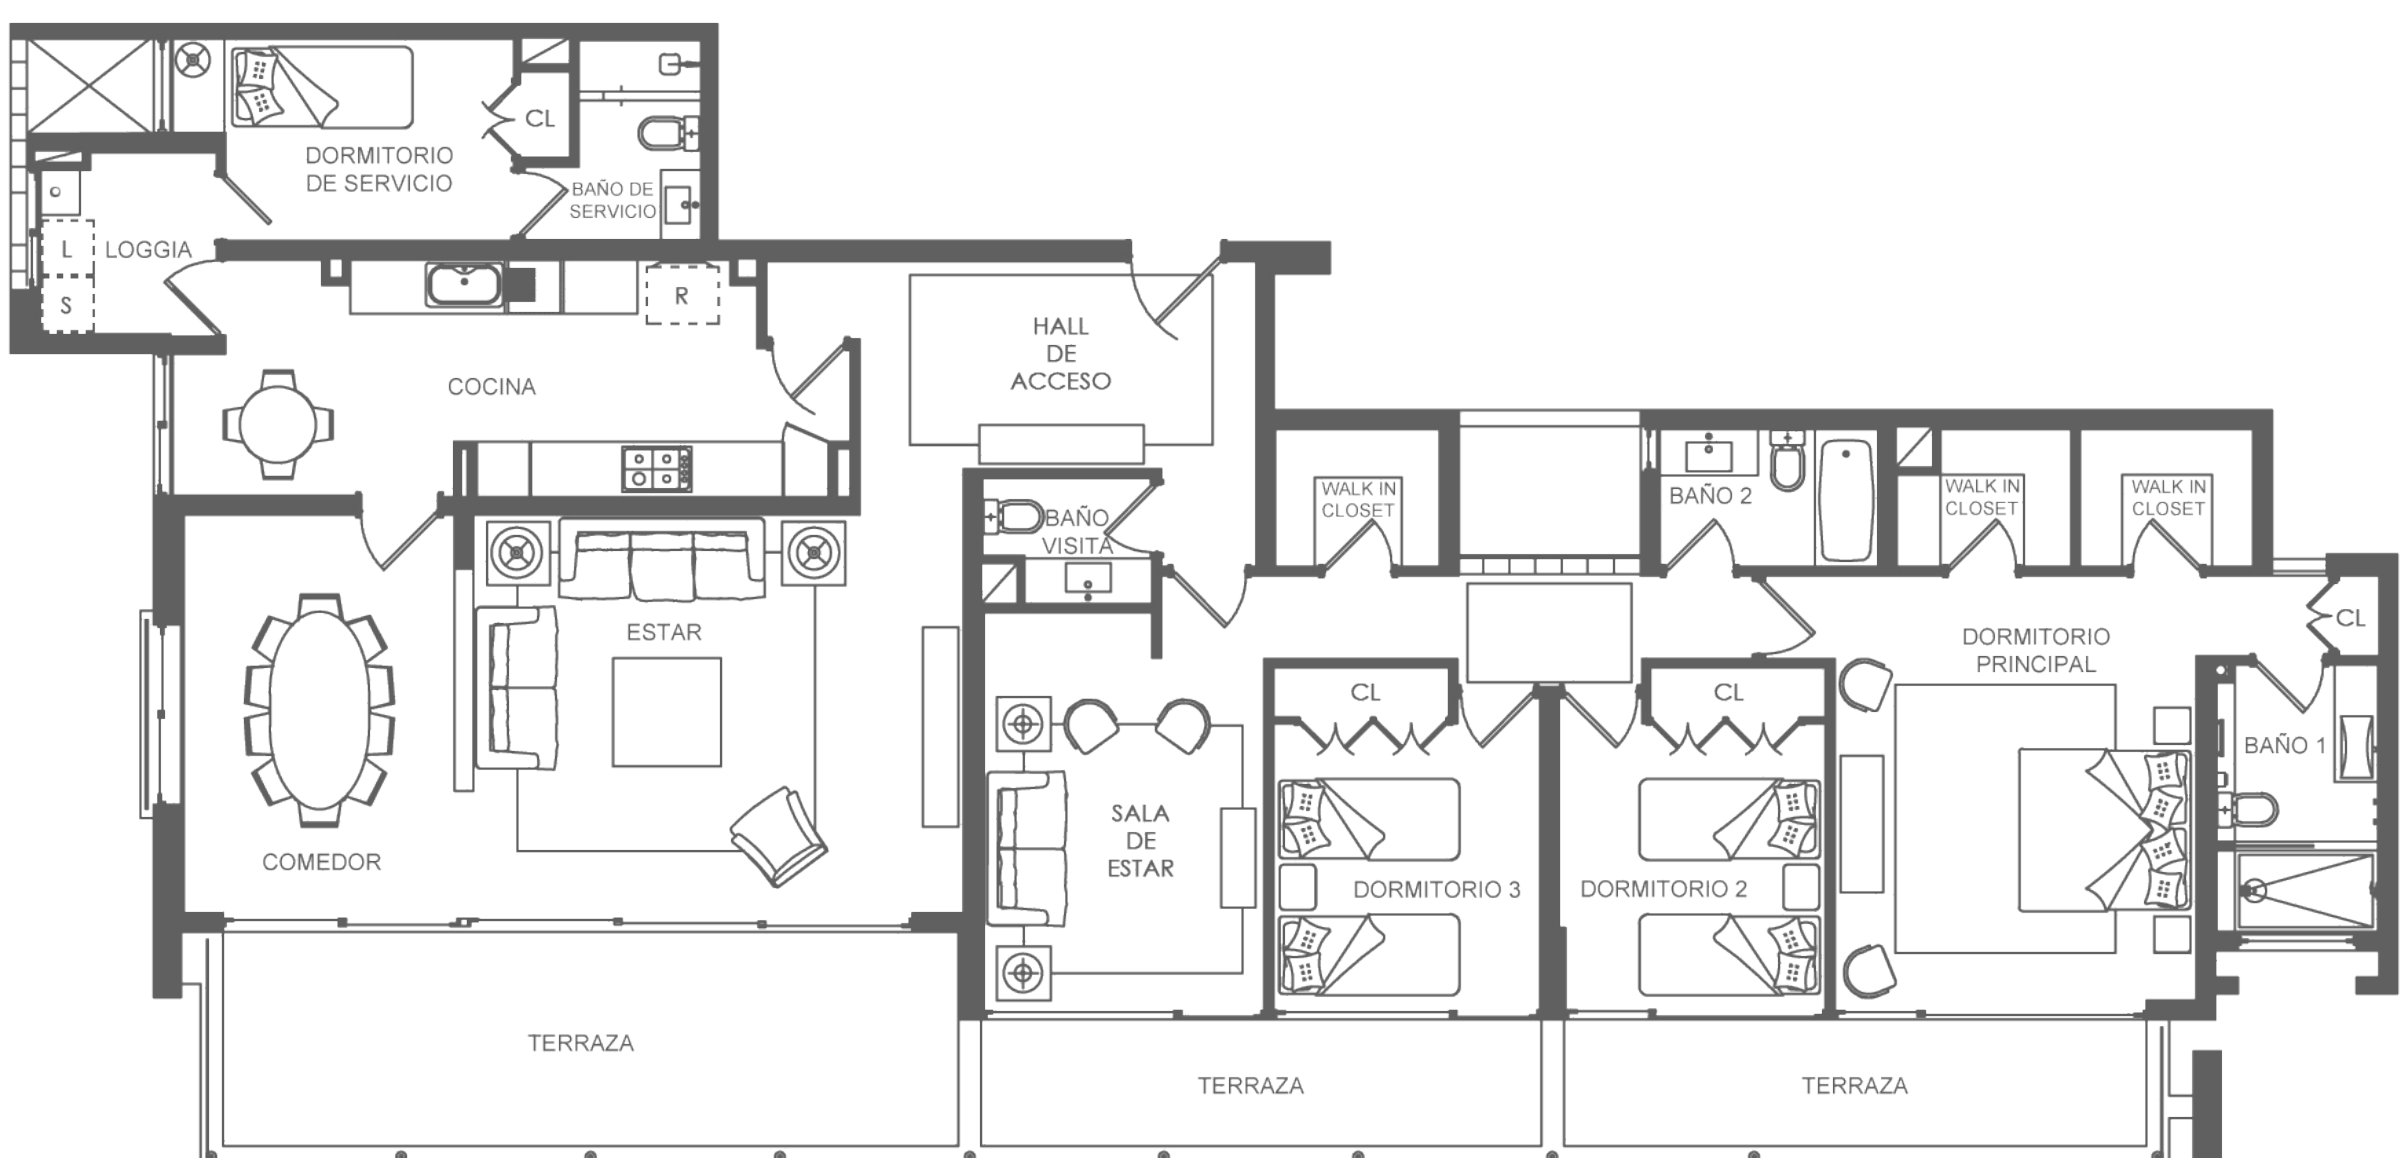 CL
DORMITORIO
DE SERVICIO
BAÑO DE
SERVICIO
L
LOGGIA
S
R
COCINA
HALL
DE
ACCESO
WALK IN
CLOSET
BAÑO 2
WALK IN
CLOSET
WALK IN
CLOSET
BAÑO
VISITA
ESTAR
CL
DORMITORIO
PRINCIPAL
CL
CL
BAÑO 1
SALA
DE
ESTAR
COMEDOR
DORMITORIO 3
DORMITORIO 2
TERRAZA
TERRAZA
TERRAZA